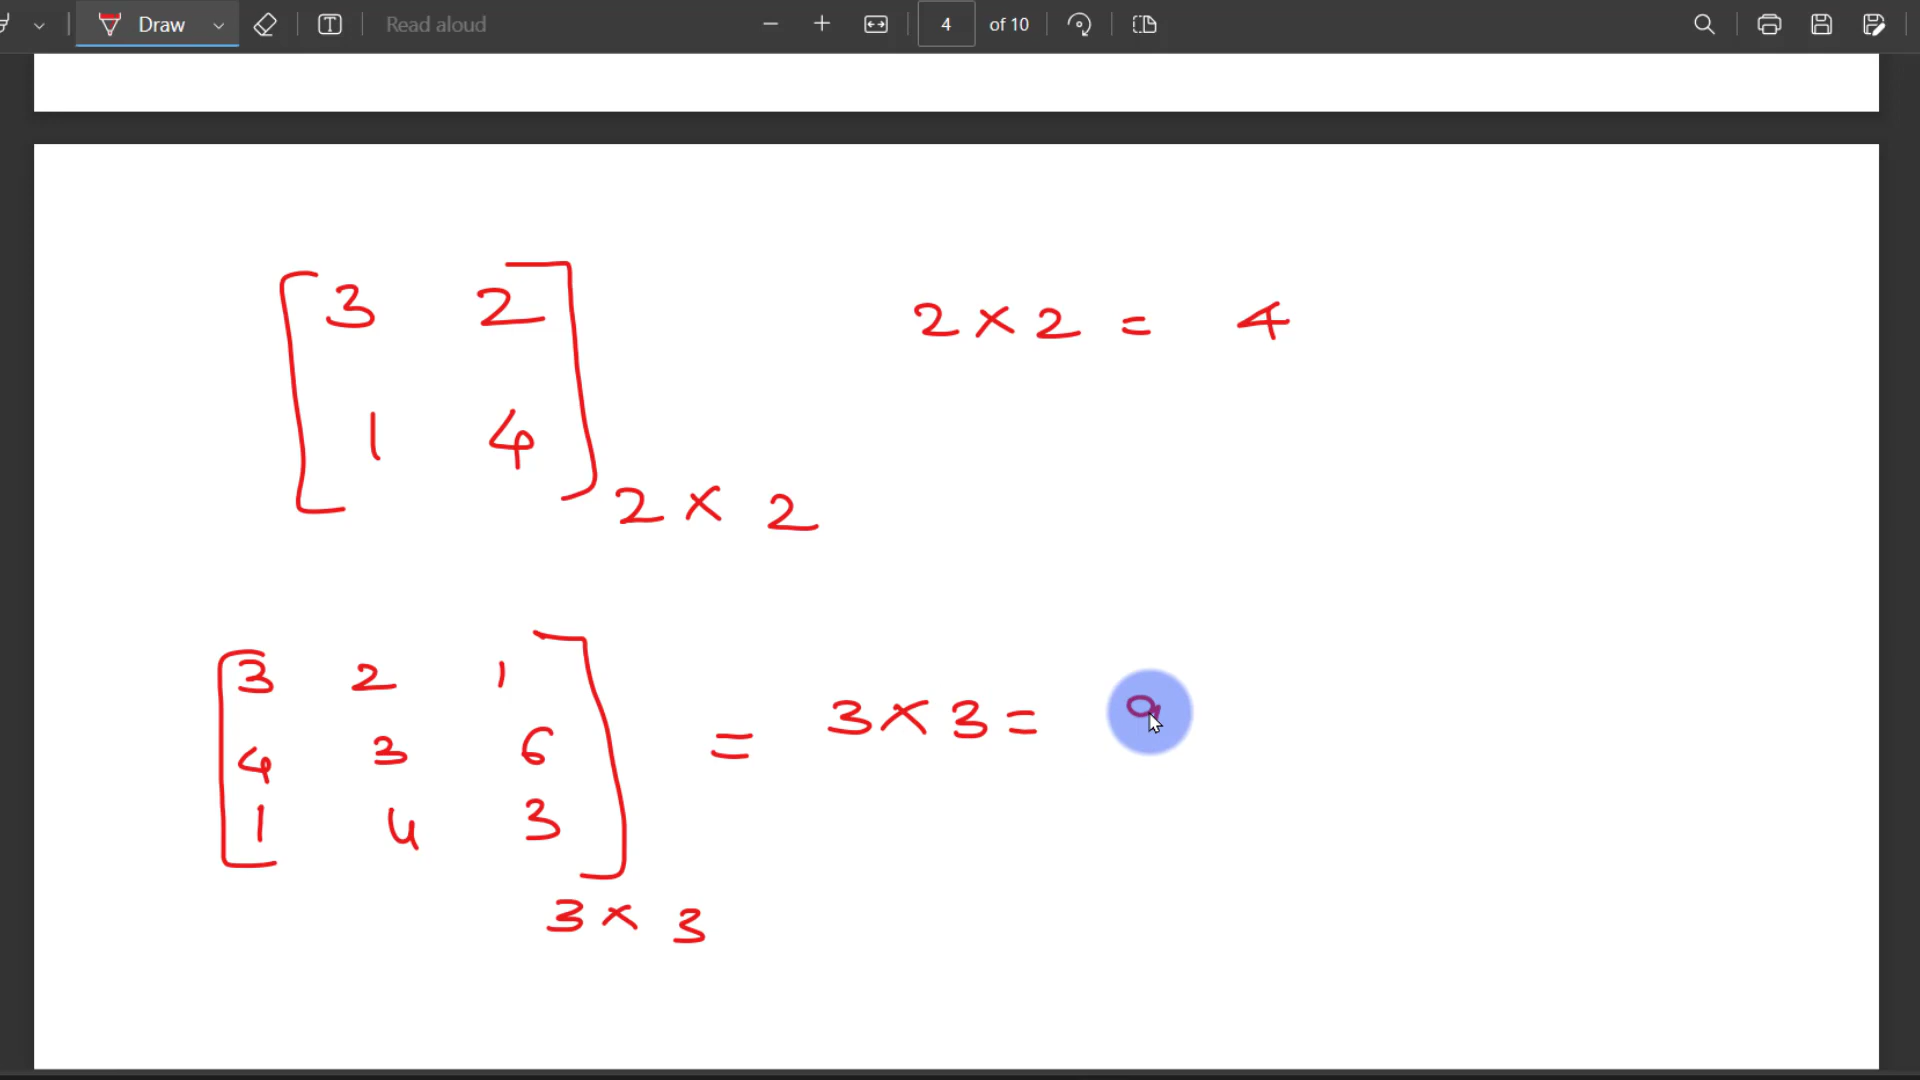 Draw Read aloud 4 of 10
3 2
1 4
2 × 2
2 × 2 = 4
3 2 1
4 3 6
1 4 3
3 × 3
= 3 × 3 = 9